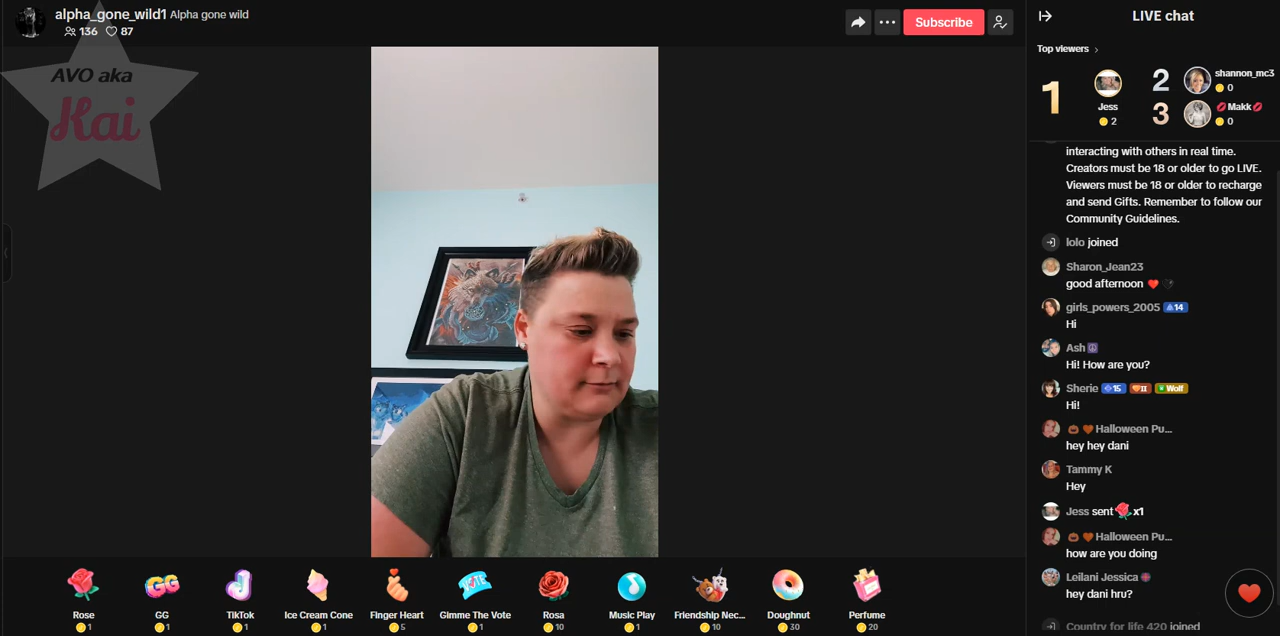 alpha_gone_wild1 Alpha gone wild
136 87
Subscribe
AVO aka
Kai
LIVE chat
Top viewers
1
Jess
2
2
shannon_mc3
0
3
💋Makk💋
0
interacting with others in real time.
Creators must be 18 or older to go LIVE.
Viewers must be 18 or older to recharge
and send Gifts. Remember to follow our
Community Guidelines.
lolo joined
Sharon_Jean23
good afternoon ❤️ 🖤
girls_powers_2005 14
Hi
Ash☮️
Hi! How are you?
Sherie 15 II Wolf
Hi!
🎃 🧡 Halloween Pu...
hey hey dani
Tammy K
Hey
Jess sent 🌹 x1
🎃 🧡 Halloween Pu...
how are you doing
Leilani Jessica
hey dani hru?
Country for life 420 joined
Rose
1
GG
GG
1
TikTok
1
Ice Cream Cone
1
Finger Heart
5
VOTE
Gimme The Vote
1
Rosa
10
Music Play
1
Friendship Nec...
10
Doughnut
30
Perfume
20